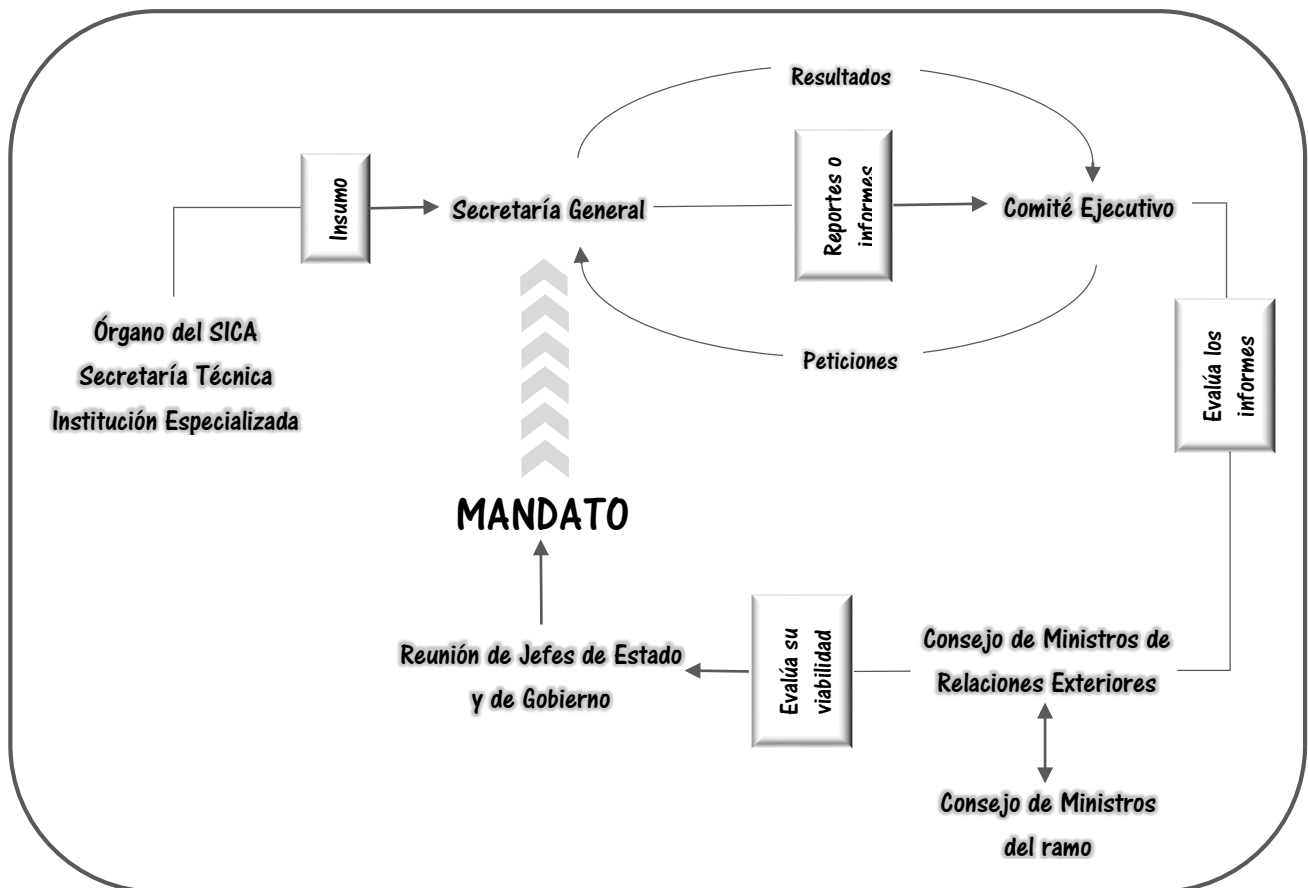 Resultados
Insumo
Secretaría General
Reportes o
informes
Comité Ejecutivo
Órgano del SICA
Secretaría Técnica
Institución Especializada
Peticiones
Evalúa los
informes
MANDATO
Reunión de Jefes de Estado
y de Gobierno
Evalúa su
viabilidad
Consejo de Ministros de
Relaciones Exteriores
Consejo de Ministros
del ramo